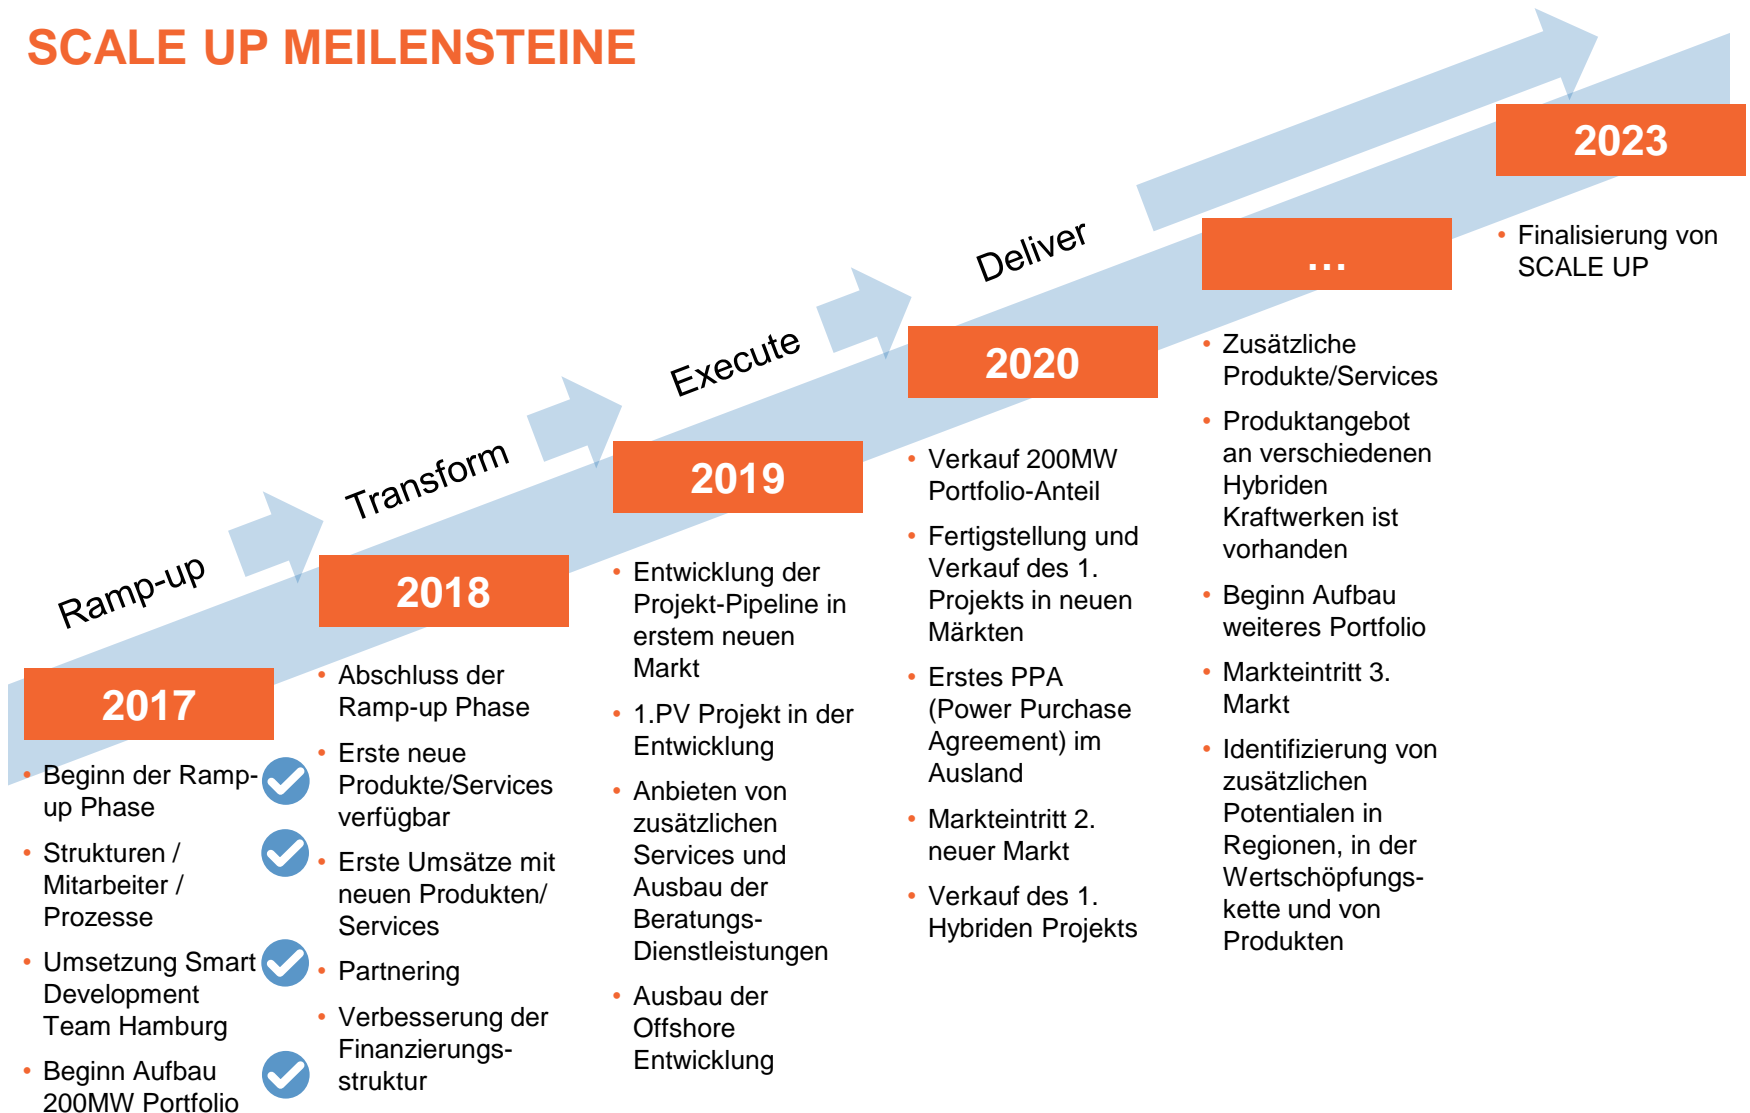 SCALE UP MEILENSTEINE
Ramp-up
Transform
Execute
Deliver
2017
• Beginn der Ramp-
up Phase
• Strukturen /
Mitarbeiter /
Prozesse
• Umsetzung Smart
Development
Team Hamburg
• Beginn Aufbau
200MW Portfolio
2018
• Abschluss der
Ramp-up Phase
• Erste neue
Produkte/Services
verfügbar
• Erste Umsätze mit
neuen Produkten/
Services
• Partnering
• Verbesserung der
Finanzierungs-
struktur
2019
• Entwicklung der
Projekt-Pipeline in
erstem neuen
Markt
• 1.PV Projekt in der
Entwicklung
• Anbieten von
zusätzlichen
Services und
Ausbau der
Beratungs-
Dienstleistungen
• Ausbau der
Offshore
Entwicklung
2020
• Verkauf 200MW
Portfolio-Anteil
• Fertigstellung und
Verkauf des 1.
Projekts in neuen
Märkten
• Erstes PPA
(Power Purchase
Agreement) im
Ausland
• Markteintritt 2.
neuer Markt
• Verkauf des 1.
Hybriden Projekts
...
• Zusätzliche
Produkte/Services
• Produktangebot
an verschiedenen
Hybriden
Kraftwerken ist
vorhanden
• Beginn Aufbau
weiteres Portfolio
• Markteintritt 3.
Markt
• Identifizierung von
zusätzlichen
Potentialen in
Regionen, in der
Wertschöpfungs-
kette und von
Produkten
2023
• Finalisierung von
SCALE UP